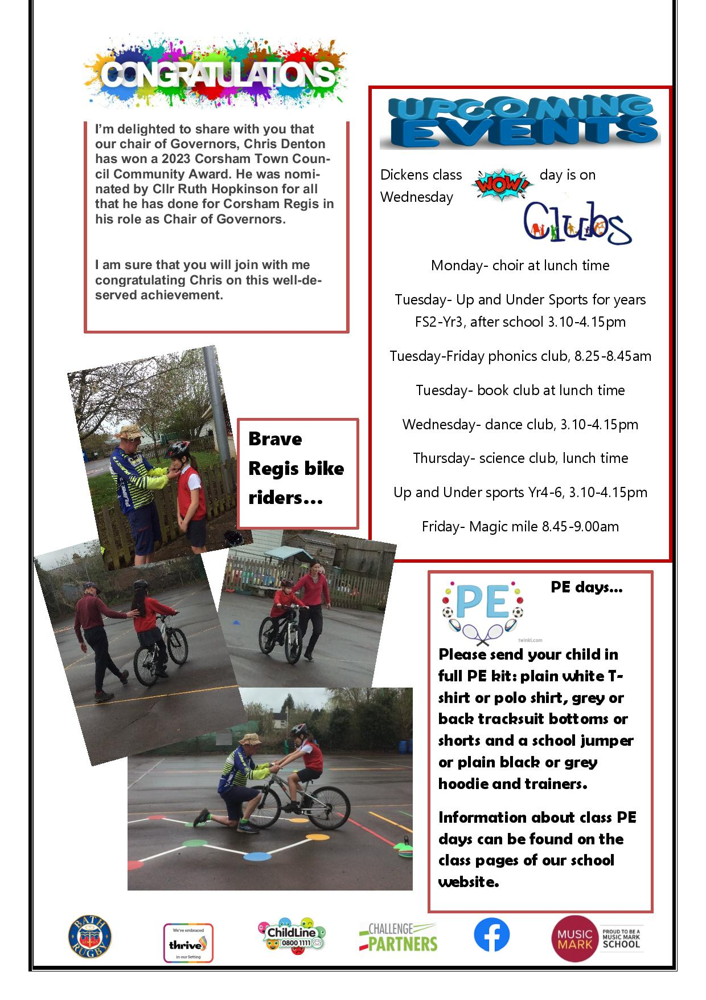 CONGRATULATIONS
I’m delighted to share with you that
our chair of Governors, Chris Denton
has won a 2023 Corsham Town Coun-
cil Community Award. He was nomi-
nated by Cllr Ruth Hopkinson for all
that he has done for Corsham Regis in
his role as Chair of Governors.
I am sure that you will join with me
congratulating Chris on this well-de-
served achievement.
UPCOMING
EVENTS
Dickens class WOW! day is on
Wednesday
Clubs
Monday- choir at lunch time
Tuesday- Up and Under Sports for years
FS2-Yr3, after school 3.10-4.15pm
Tuesday-Friday phonics club, 8.25-8.45am
Tuesday- book club at lunch time
Wednesday- dance club, 3.10-4.15pm
Thursday- science club, lunch time
Up and Under sports Yr4-6, 3.10-4.15pm
Friday- Magic mile 8.45-9.00am
Brave
Regis bike
riders...
PE
twinkl.com
PE days...
Please send your child in
full PE kit: plain white T-
shirt or polo shirt, grey or
back tracksuit bottoms or
shorts and a school jumper
or plain black or grey
hoodie and trainers.
Information about class PE
days can be found on the
class pages of our school
website.
BATH
RUGBY
We've embraced
thrive
in our Setting
ChildLine
0800 1111
CHALLENGE
PARTNERS
MUSIC
MARK
PROUD TO BE A
MUSIC MARK
SCHOOL